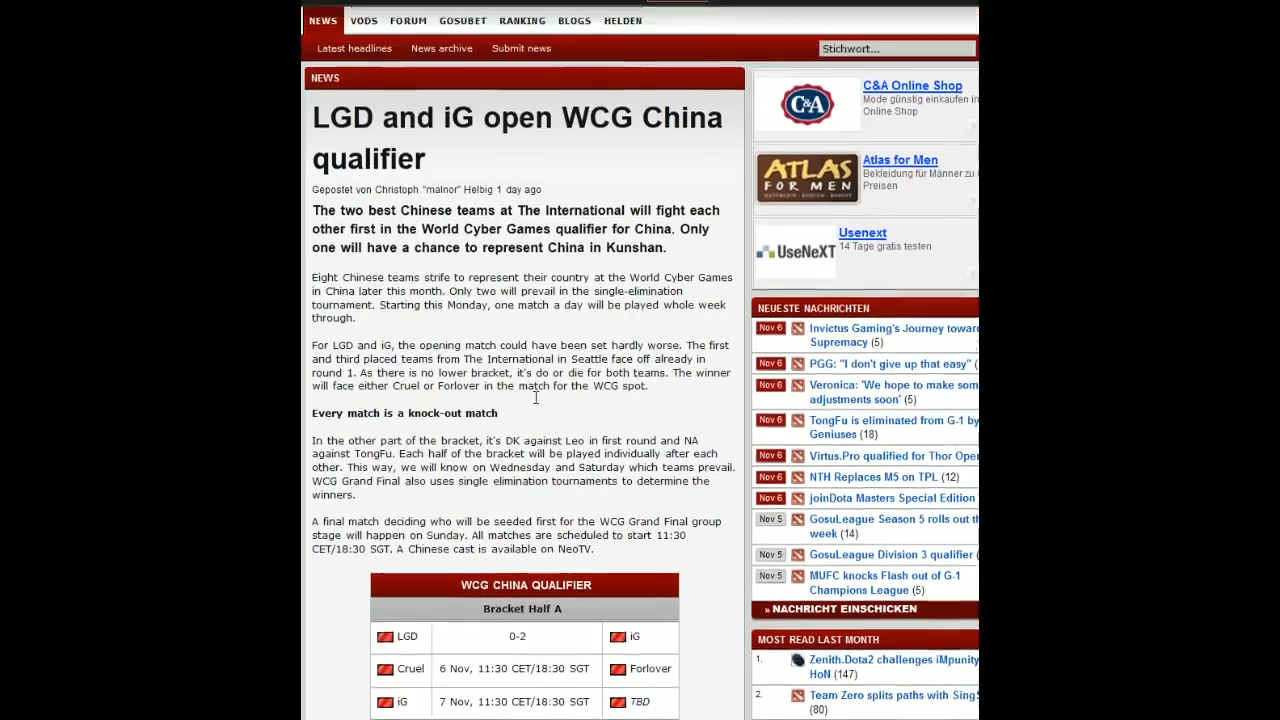 NEWS VODS FORUM GOSUBET RANKING BLOGS HELDEN
Latest headlines News archive Submit news
Stichwort...
NEWS
LGD and iG open WCG China
qualifier
Gepostet von Christoph "malnor" Helbig 1 day ago
The two best Chinese teams at The International will fight each
other first in the World Cyber Games qualifier for China. Only
one will have a chance to represent China in Kunshan.
Eight Chinese teams strife to represent their country at the World Cyber Games
in China later this month. Only two will prevail in the single-elimination
tournament. Starting this Monday, one match a day will be played whole week
through.
For LGD and iG, the opening match could have been set hardly worse. The first
and third placed teams from The International in Seattle face off already in
round 1. As there is no lower bracket, it's do or die for both teams. The winner
will face either Cruel or Forlover in the match for the WCG spot.
Every match is a knock-out match
In the other part of the bracket, it's DK against Leo in first round and NA
against TongFu. Each half of the bracket will be played individually after each
other. This way, we will know on Wednesday and Saturday which teams prevail.
WCG Grand Final also uses single elimination tournaments to determine the
winners.
A final match deciding who will be seeded first for the WCG Grand Final group
stage will happen on Sunday. All matches are scheduled to start 11:30
CET/18:30 SGT. A Chinese cast is available on NeoTV.
WCG CHINA QUALIFIER
Bracket Half A
LGD 0-2 iG
Cruel 6 Nov, 11:30 CET/18:30 SGT Forlover
iG 7 Nov, 11:30 CET/18:30 SGT TBD
C&A
C&A Online Shop
Mode günstig einkaufen in
Online Shop
ATLAS
FOR MEN
Atlas for Men
Bekleidung für Männer zu
Preisen
UseNeXT
Usenext
14 Tage gratis testen
NEUESTE NACHRICHTEN
Nov 6 Invictus Gaming's Journey towar
Supremacy (5)
Nov 6 PGG: "I don't give up that easy" (
Nov 6 Veronica: 'We hope to make som
adjustments soon' (5)
Nov 6 TongFu is eliminated from G-1 by
Geniuses (18)
Nov 6 Virtus.Pro qualified for Thor Ope
Nov 6 NTH Replaces M5 on TPL (12)
Nov 6 joinDota Masters Special Edition
Nov 5 GosuLeague Season 5 rolls out th
week (14)
Nov 5 GosuLeague Division 3 qualifier (
Nov 5 MUFC knocks Flash out of G-1
Champions League (5)
» NACHRICHT EINSCHICKEN
MOST READ LAST MONTH
1. Zenith.Dota2 challenges iMpunity
HoN (147)
2. Team Zero splits paths with Sing
(80)